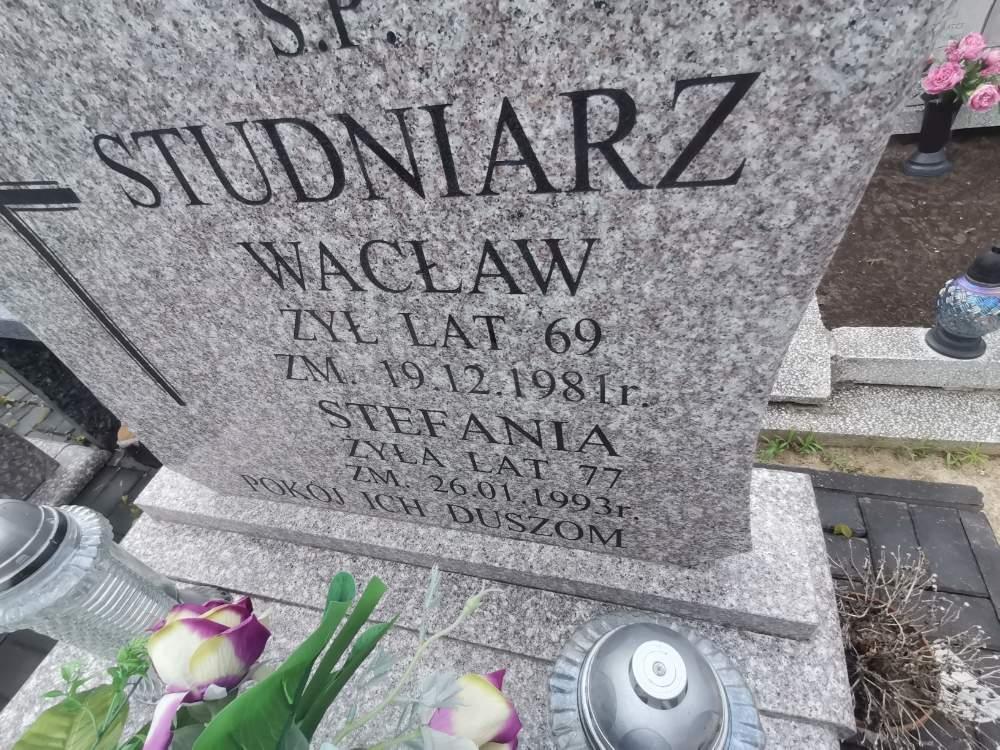 Ś.P.
STUDNIARZ
WACŁAW
ŻYŁ LAT 69
ZM. 19.12.1981r.
STEFANIA
ŻYŁA LAT 77
ZM. 26.01.1993r.
POKÓJ ICH DUSZOM